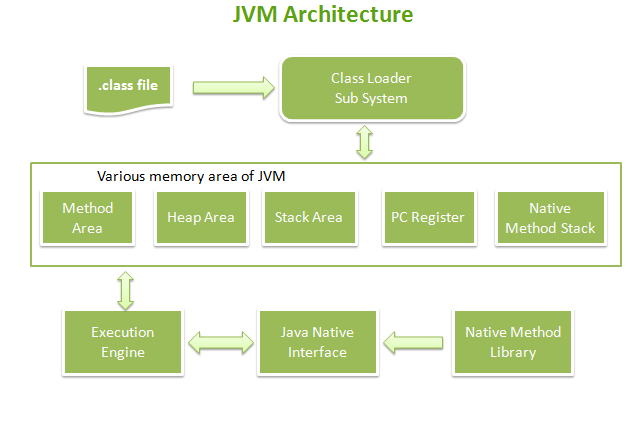 JVM Architecture
.class file
Class Loader
Sub System
Various memory area of JVM
Method
Area
Heap Area
Stack Area
PC Register
Native
Method Stack
Execution
Engine
Java Native
Interface
Native Method
Library